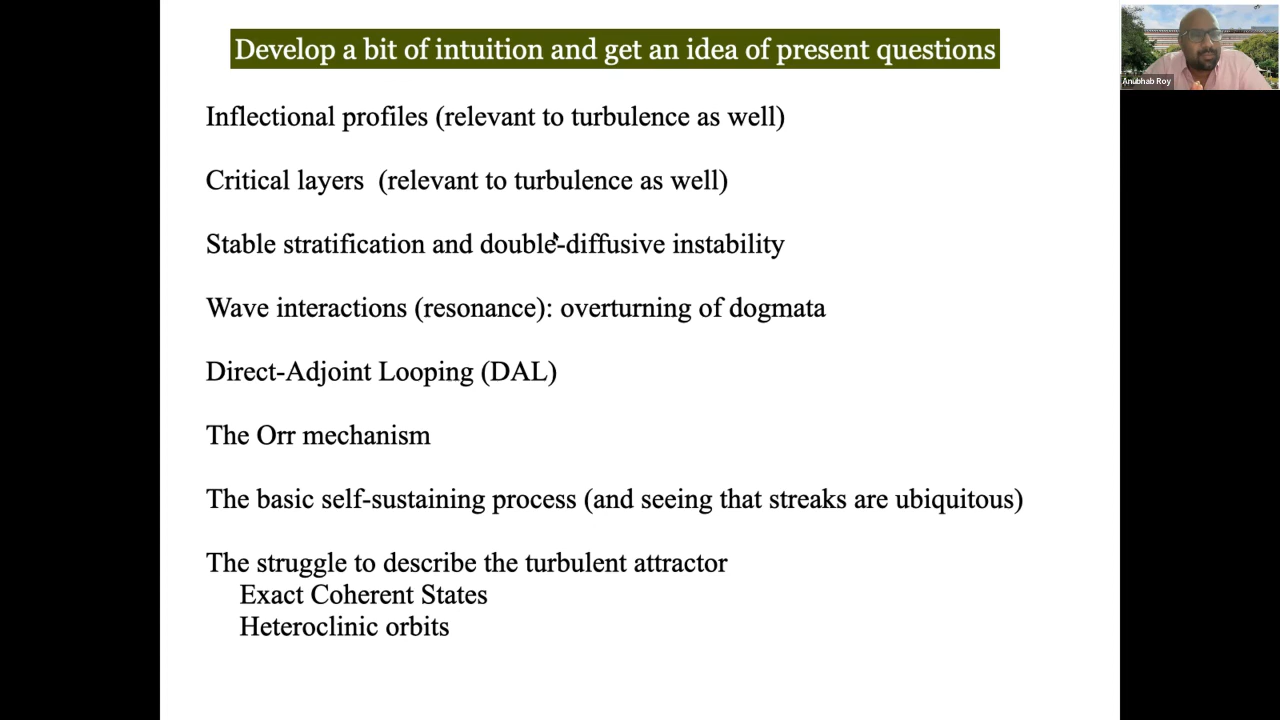 Develop a bit of intuition and get an idea of present questions
Anubhab Roy
Inflectional profiles (relevant to turbulence as well)
Critical layers (relevant to turbulence as well)
Stable stratification and double-diffusive instability
Wave interactions (resonance): overturning of dogmata
Direct-Adjoint Looping (DAL)
The Orr mechanism
The basic self-sustaining process (and seeing that streaks are ubiquitous)
The struggle to describe the turbulent attractor
Exact Coherent States
Heteroclinic orbits